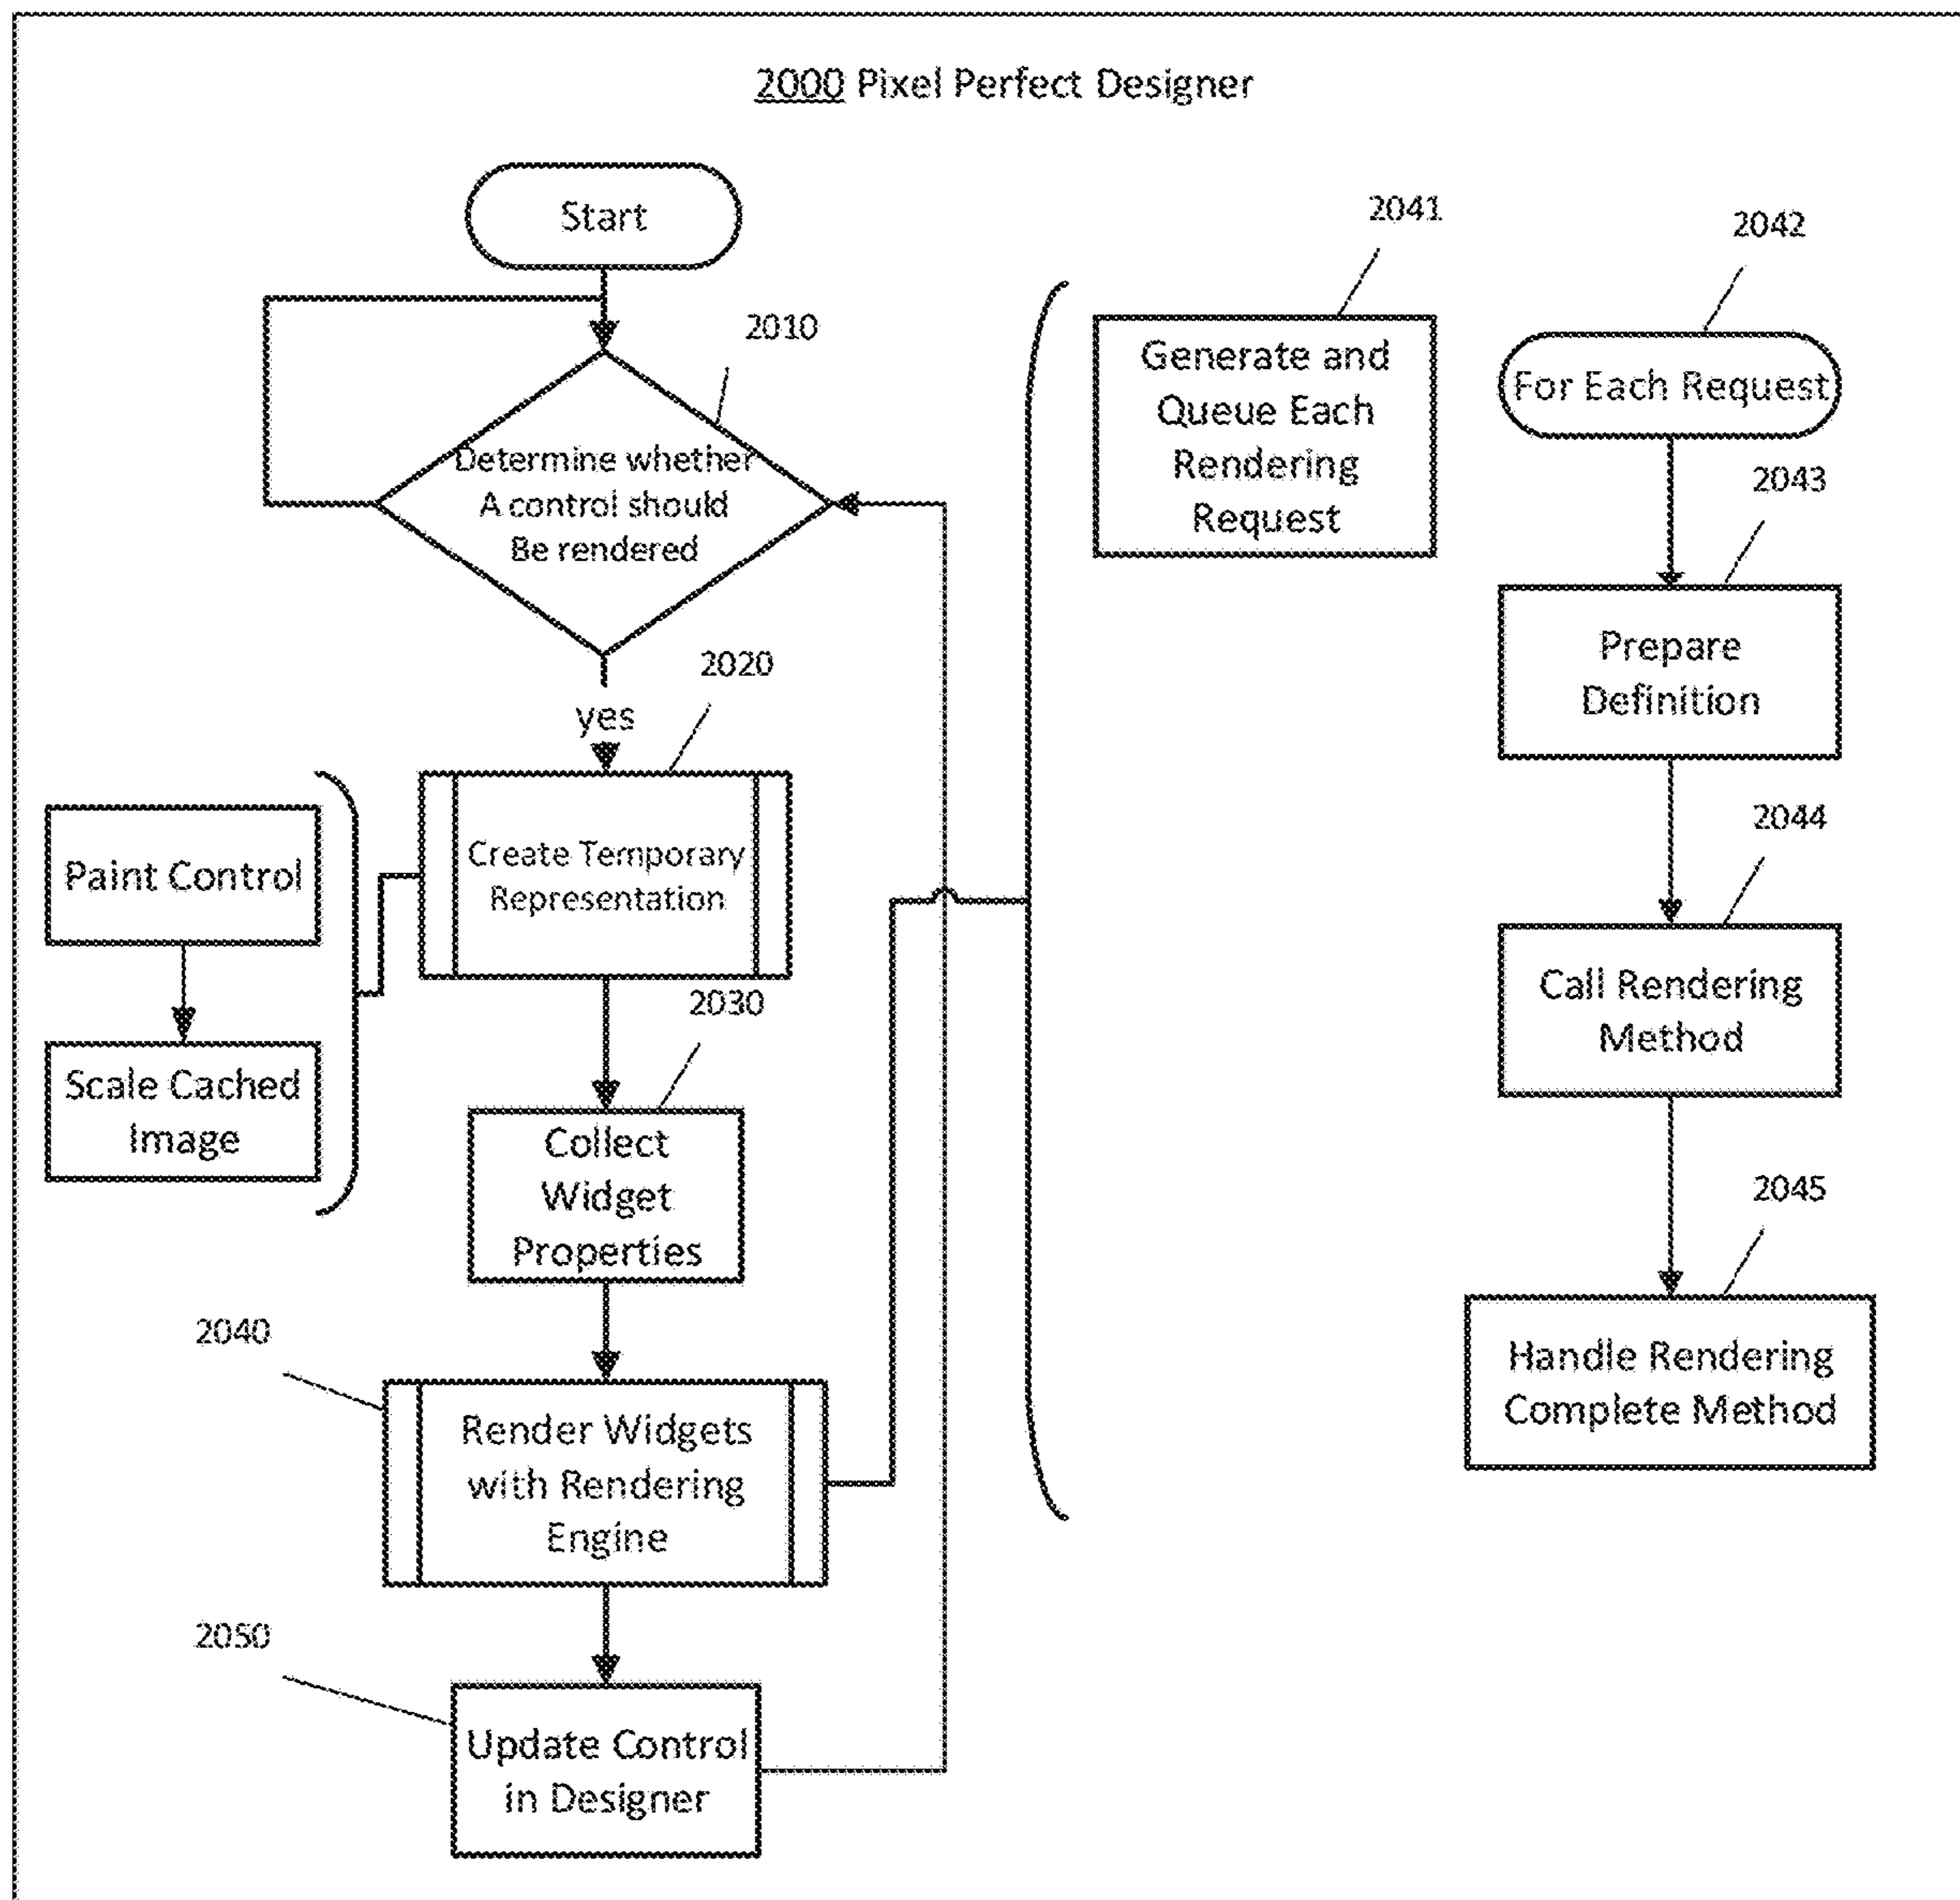 2000 Pixel Perfect Designer
Start
2010
Determine whether
A control should
Be rendered
yes
2020
Create Temporary
Representation
Paint Control
Scale Cached
Image
2030
Collect
Widget
Properties
2040
Render Widgets
with Rendering
Engine
2050
Update Control
in Designer
2041
Generate and
Queue Each
Rendering
Request
2042
For Each Request
2043
Prepare
Definition
2044
Call Rendering
Method
2045
Handle Rendering
Complete Method